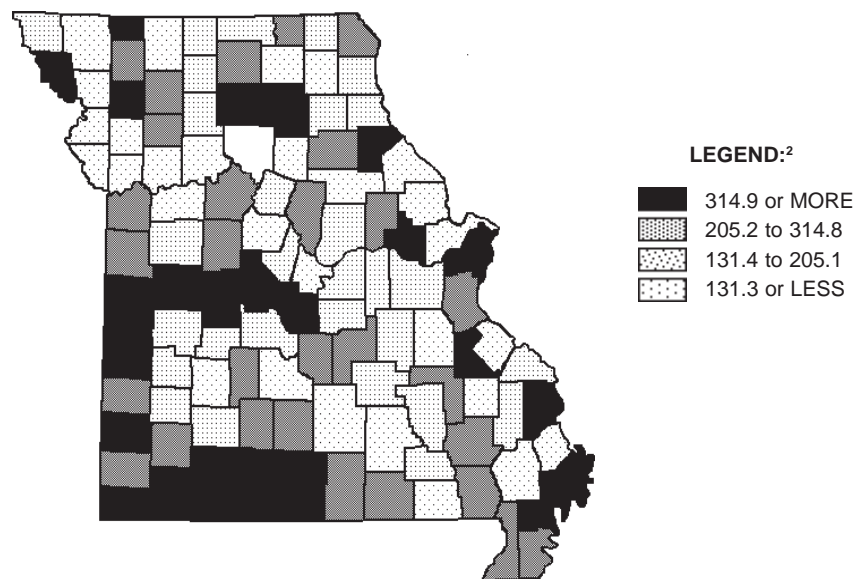 LEGEND:²
314.9 or MORE
205.2 to 314.8
131.4 to 205.1
131.3 or LESS